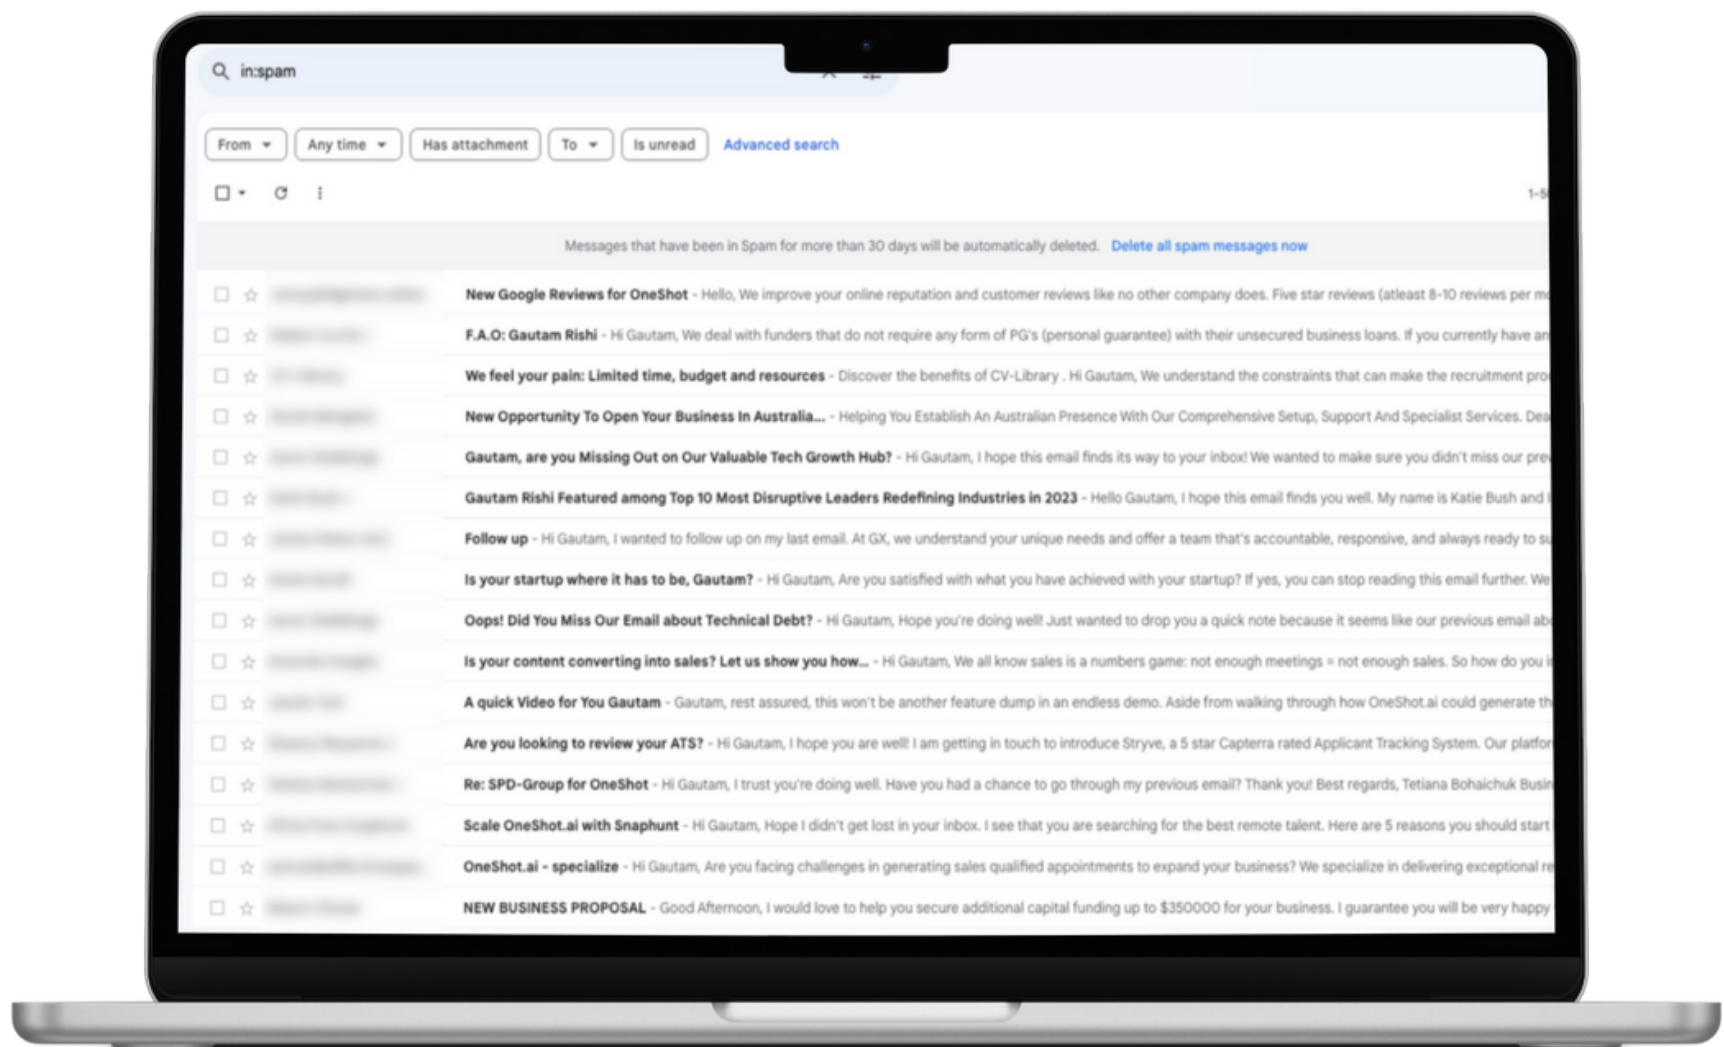 in:spam
From Any time Has attachment To Is unread Advanced search
1-5
Messages that have been in Spam for more than 30 days will be automatically deleted. Delete all spam messages now
New Google Reviews for OneShot - Hello, We improve your online reputation and customer reviews like no other company does. Five star reviews (atleast 8-10 reviews per
F.A.O: Gautam Rishi - Hi Gautam, We deal with funders that do not require any form of PG's (personal guarantee) with their unsecured business loans. If you currently have
We feel your pain: Limited time, budget and resources - Discover the benefits of CV-Library . Hi Gautam, We understand the constraints that can make the recruitment
New Opportunity To Open Your Business In Australia... - Helping You Establish An Australian Presence With Our Comprehensive Setup, Support And Specialist Services.
Gautam, are you Missing Out on Our Valuable Tech Growth Hub? - Hi Gautam, I hope this email finds its way to your inbox! We wanted to make sure you didn't miss our
Gautam Rishi Featured among Top 10 Most Disruptive Leaders Redefining Industries in 2023 - Hello Gautam, I hope this email finds you well. My name is Katie Bush and
Follow up - Hi Gautam, I wanted to follow up on my last email. At GX, we understand your unique needs and offer a team that's accountable, responsive, and always ready to
Is your startup where it has to be, Gautam? - Hi Gautam, Are you satisfied with what you have achieved with your startup? If yes, you can stop reading this email further. We
Oops! Did You Miss Our Email about Technical Debt? - Hi Gautam, Hope you're doing well! Just wanted to drop you a quick note because it seems like our previous email
Is your content converting into sales? Let us show you how... - Hi Gautam, We all know sales is a numbers game: not enough meetings = not enough sales. So how do you
A quick Video for You Gautam - Gautam, rest assured, this won't be another feature dump in an endless demo. Aside from walking through how OneShot.ai could generate
Are you looking to review your ATS? - Hi Gautam, I hope you are well! I am getting in touch to introduce Stryve, a 5 star Capterra rated Applicant Tracking System. Our
Re: SPD-Group for OneShot - Hi Gautam, I trust you're doing well. Have you had a chance to go through my previous email? Thank you! Best regards, Tetiana Bohaichuk
Scale OneShot.ai with Snaphunt - Hi Gautam, Hope I didn't get lost in your inbox. I see that you are searching for the best remote talent. Here are 5 reasons you should start
OneShot.ai - specialize - Hi Gautam, Are you facing challenges in generating sales qualified appointments to expand your business? We specialize in delivering exceptional
NEW BUSINESS PROPOSAL - Good Afternoon, I would love to help you secure additional capital funding up to $350000 for your business. I guarantee you will be very happy